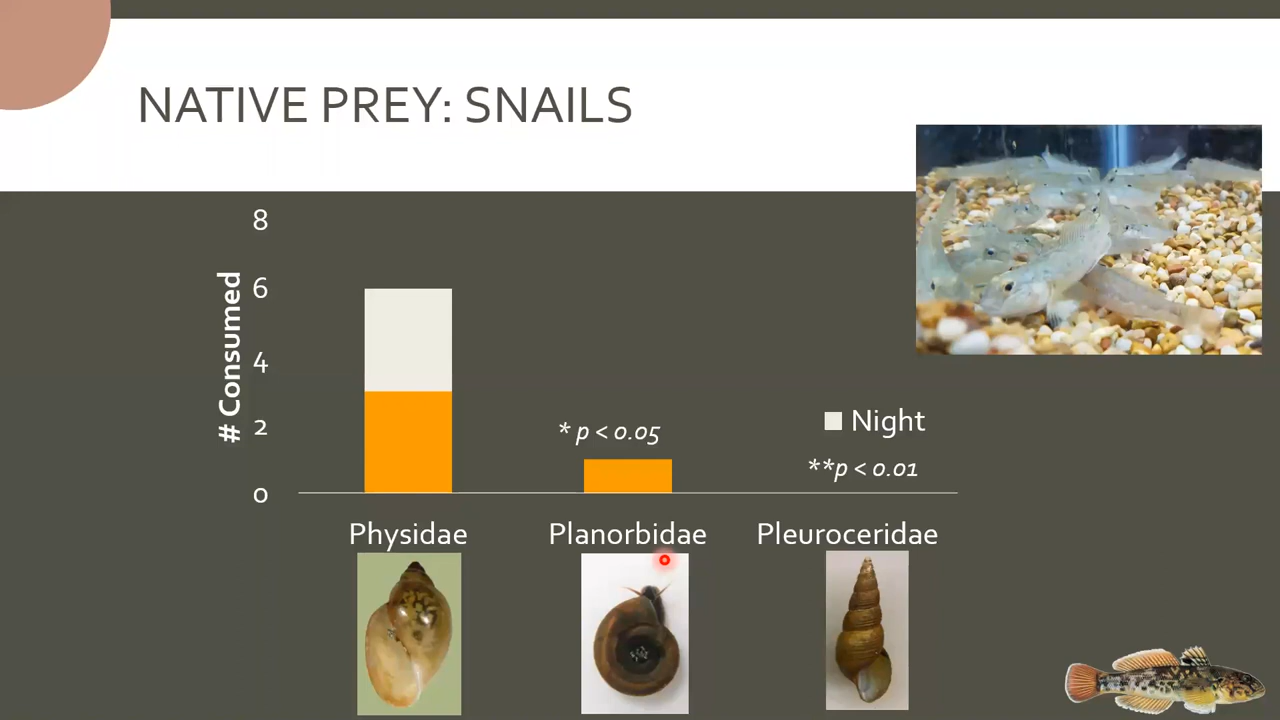 NATIVE PREY: SNAILS
8
6
4
2
0
# Consumed
* p < 0.05
Night
**p < 0.01
Physidae
Planorbidae
Pleuroceridae